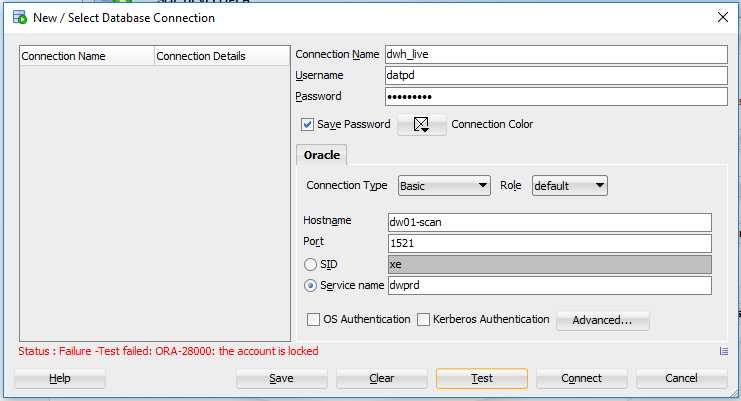 New / Select Database Connection
Connection Name Connection Details
Connection Name dwh_live
Username datpd
Password •••••••••
Save Password Connection Color
Oracle
Connection Type Basic Role default
Hostname dw01-scan
Port 1521
SID xe
Service name dwprd
OS Authentication Kerberos Authentication Advanced...
Status : Failure -Test failed: ORA-28000: the account is locked
Help Save Clear Test Connect Cancel